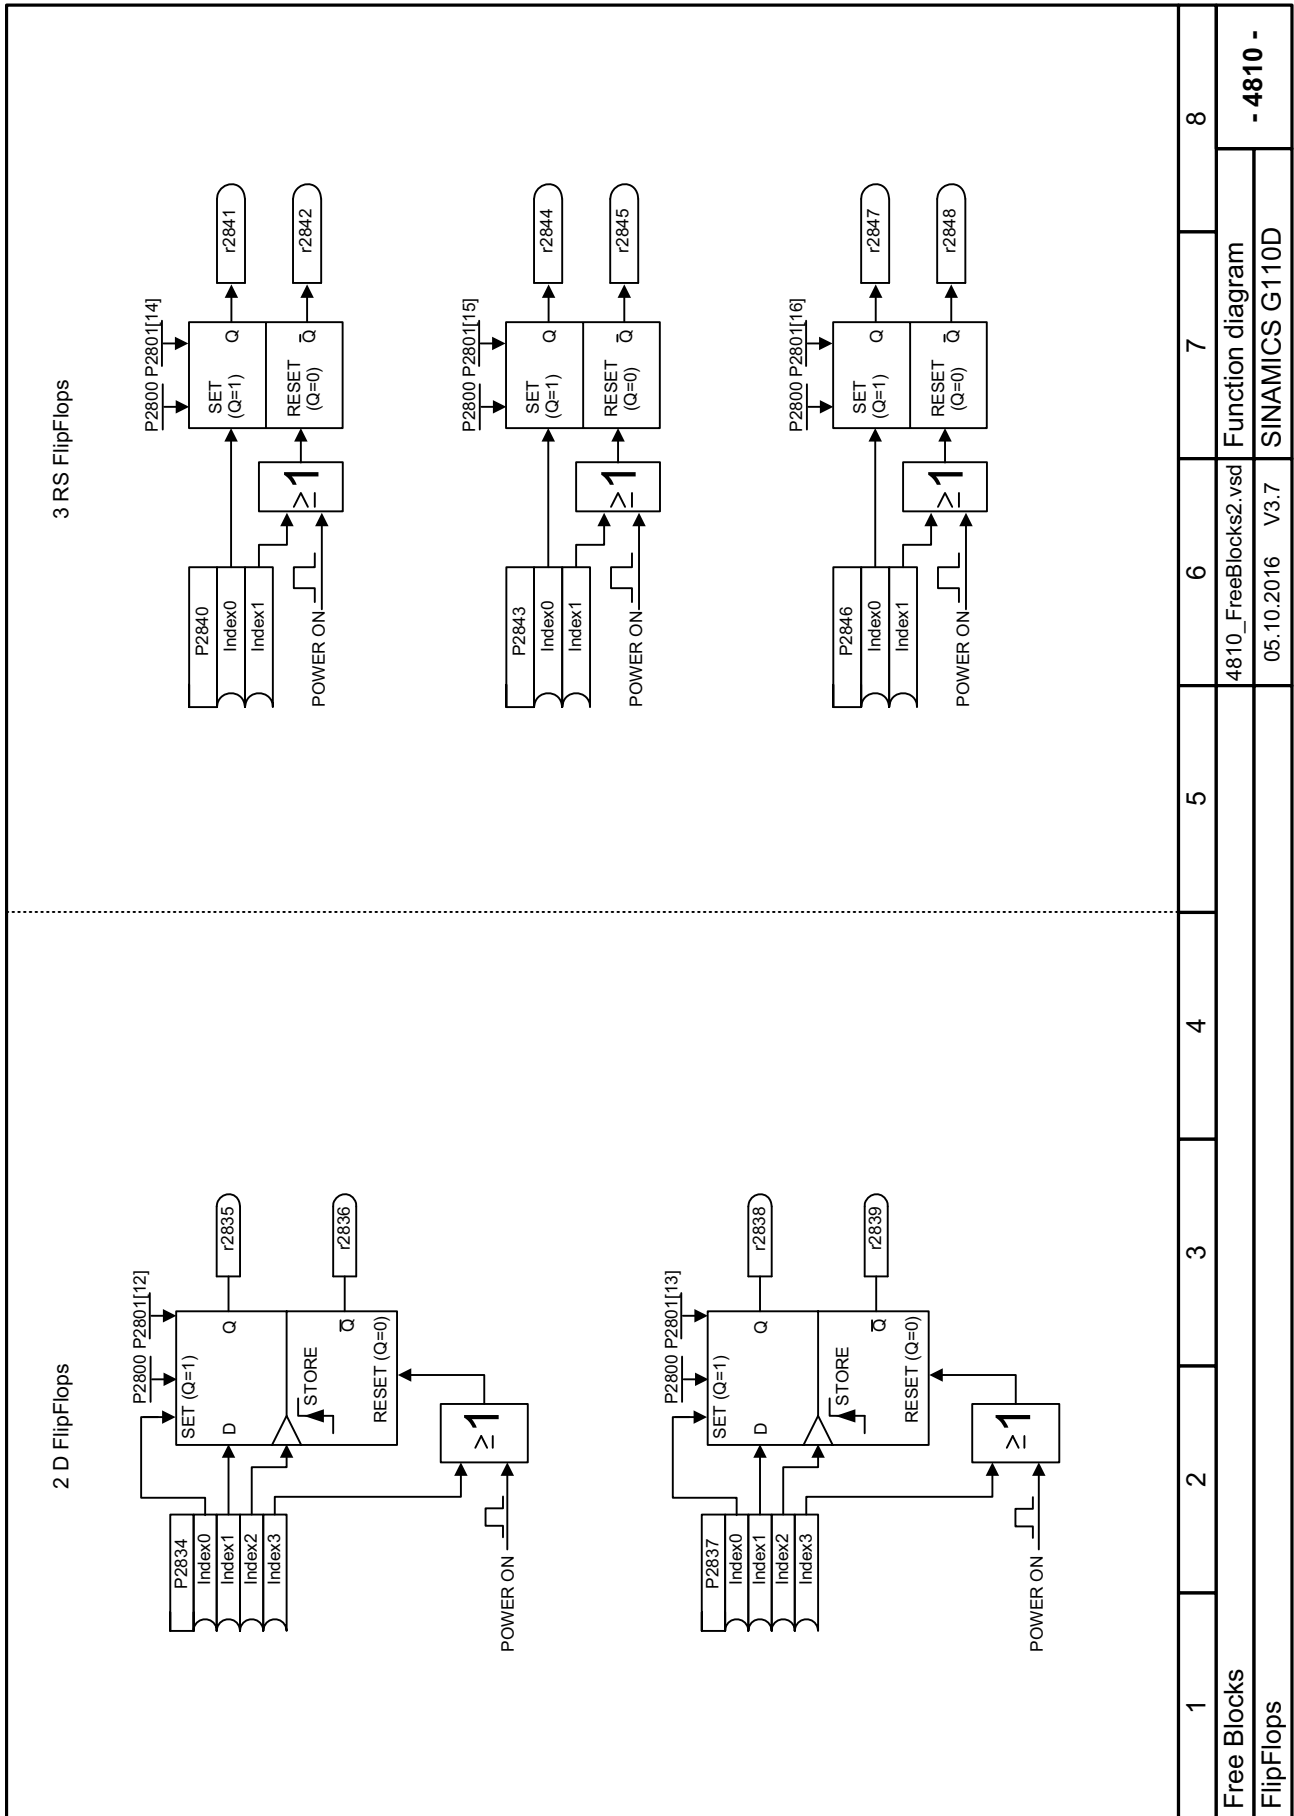 2 D FlipFlops
P2800 P2801[12]
P2834
Index0
Index1
Index2
Index3
SET (Q=1)
D
Q
STORE
Q̅
RESET (Q=0)
r2835
r2836
≥1
POWER ON
P2800 P2801[13]
P2837
Index0
Index1
Index2
Index3
SET (Q=1)
D
Q
STORE
Q̅
RESET (Q=0)
r2838
r2839
≥1
POWER ON
3 RS FlipFlops
P2800 P2801[14]
P2840
Index0
Index1
SET
(Q=1)
Q
RESET
(Q=0)
Q̅
r2841
r2842
≥1
POWER ON
P2800 P2801[15]
P2843
Index0
Index1
SET
(Q=1)
Q
RESET
(Q=0)
Q̅
r2844
r2845
≥1
POWER ON
P2800 P2801[16]
P2846
Index0
Index1
SET
(Q=1)
Q
RESET
(Q=0)
Q̅
r2847
r2848
≥1
POWER ON
1 2 3 4 5 6 7 8
Free Blocks 4810_FreeBlocks2.vsd Function diagram - 4810 -
FlipFlops 05.10.2016 V3.7 SINAMICS G110D